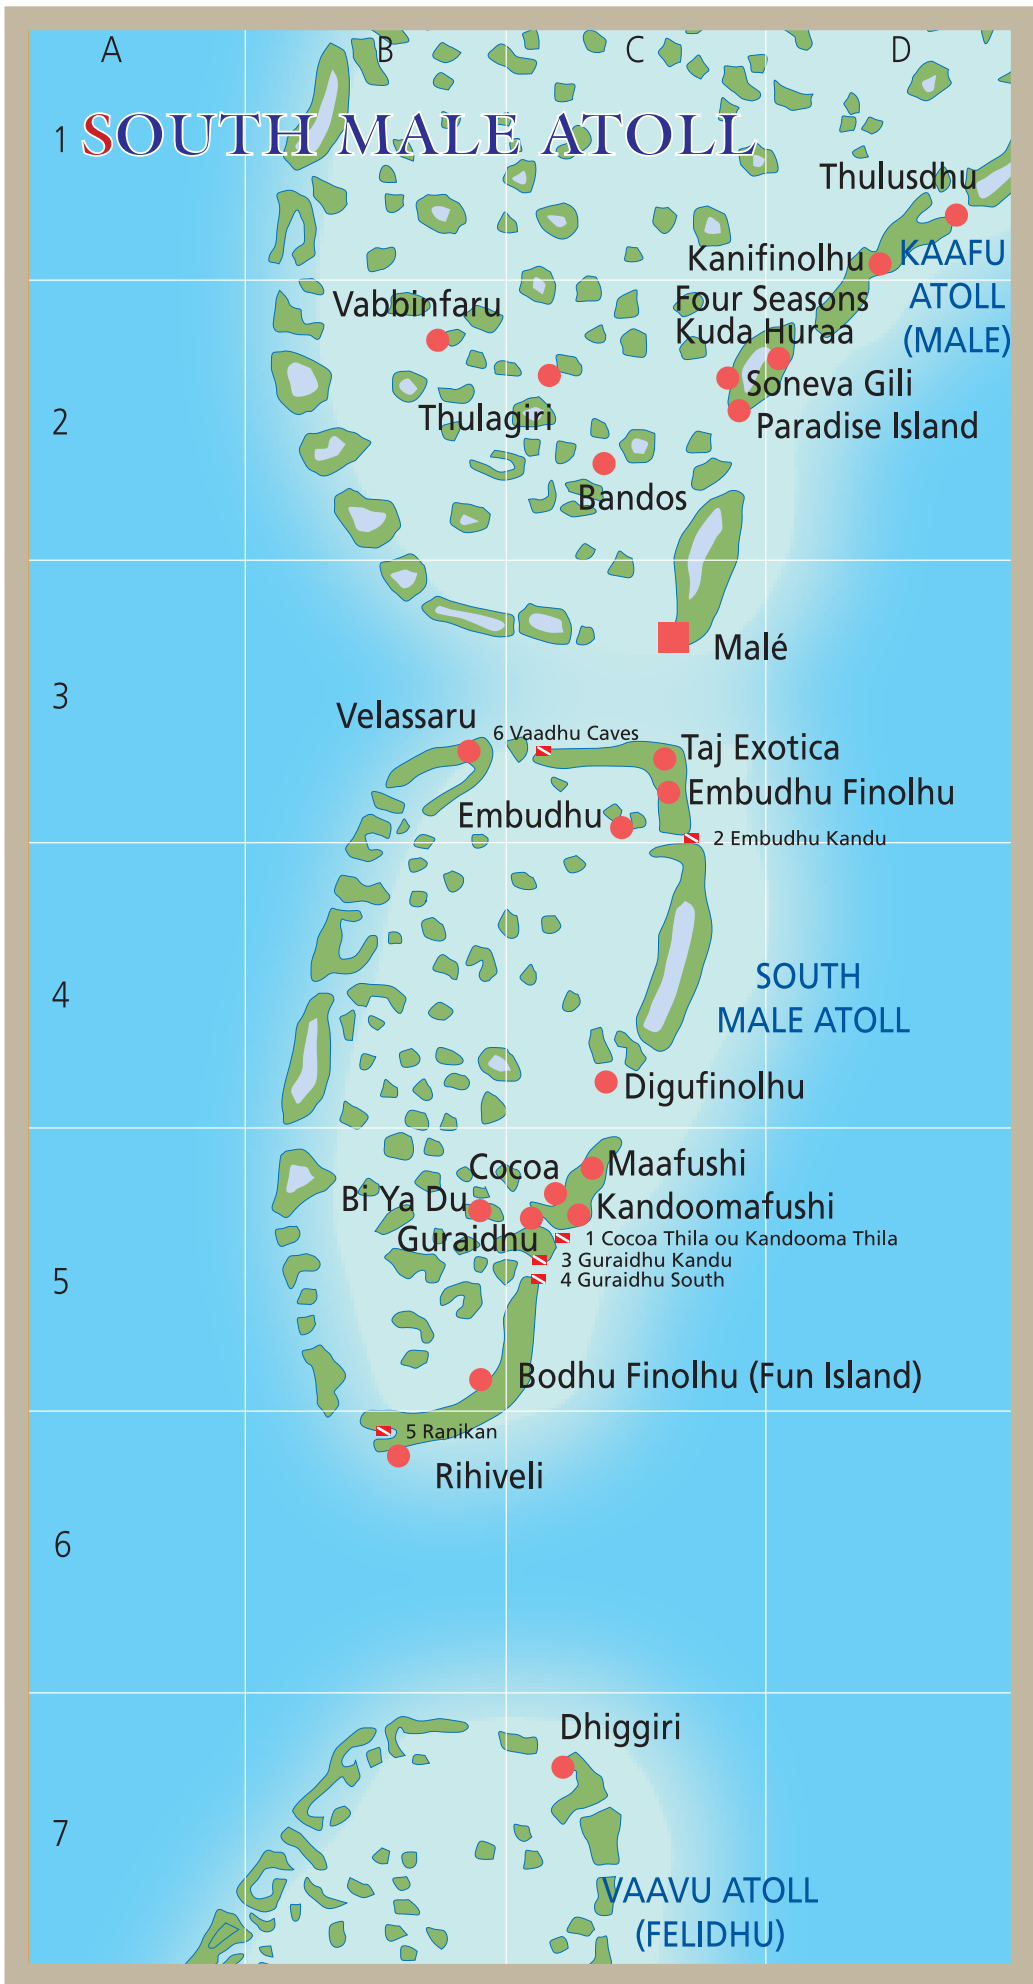 A
B
C
D
1
SOUTH MALE ATOLL
Thulusdhu
Kanifinolhu
KAAFU
ATOLL
(MALE)
Four Seasons
Kuda Huraa
Vabbinfaru
Soneva Gili
Thulagiri
Paradise Island
2
Bandos
Malé
3
Velassaru
6 Vaadhu Caves
Taj Exotica
Embudhu Finolhu
Embudhu
2 Embudhu Kandu
SOUTH
MALE ATOLL
4
Digufinolhu
Cocoa
Maafushi
Bi Ya Du
Kandoomafushi
Guraidhu
1 Cocoa Thila ou Kandooma Thila
3 Guraidhu Kandu
4 Guraidhu South
5
Bodhu Finolhu (Fun Island)
5 Ranikan
Rihiveli
6
Dhiggiri
7
VAAVU ATOLL
(FELIDHU)